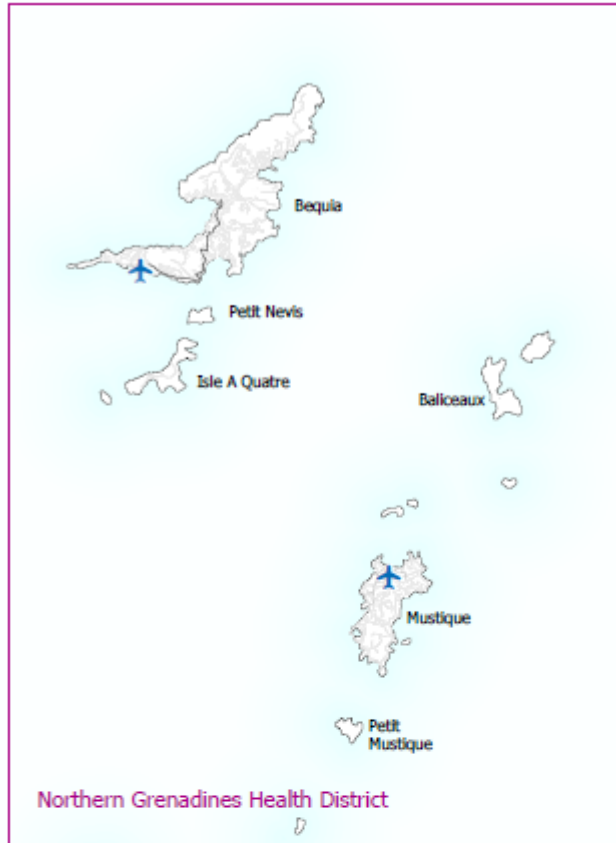 Bequia
Petit Nevis
Isle A Quatre
Baliceaux
Mustique
Petit
Mustique
Northern Grenadines Health District